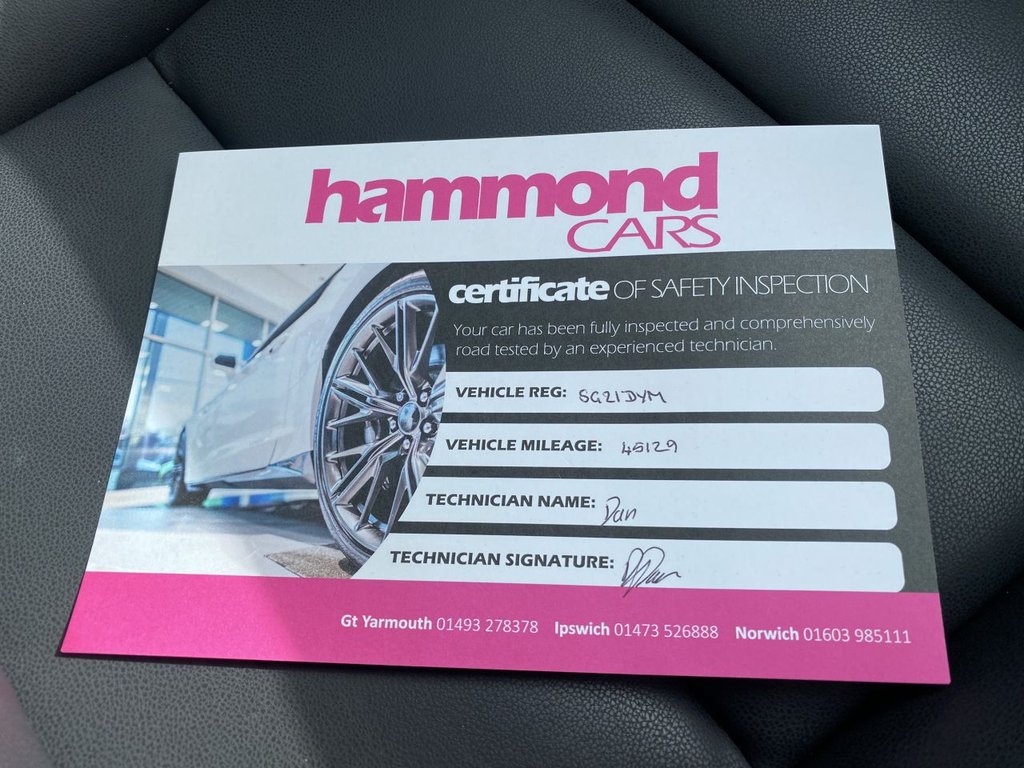 hammond
CARS
certificate OF SAFETY INSPECTION
Your car has been fully inspected and comprehensively
road tested by an experienced technician.
VEHICLE REG: SG21DYM
VEHICLE MILEAGE: 45129
TECHNICIAN NAME: Dan
TECHNICIAN SIGNATURE:
Gt Yarmouth 01493 278378 Ipswich 01473 526888 Norwich 01603 985111